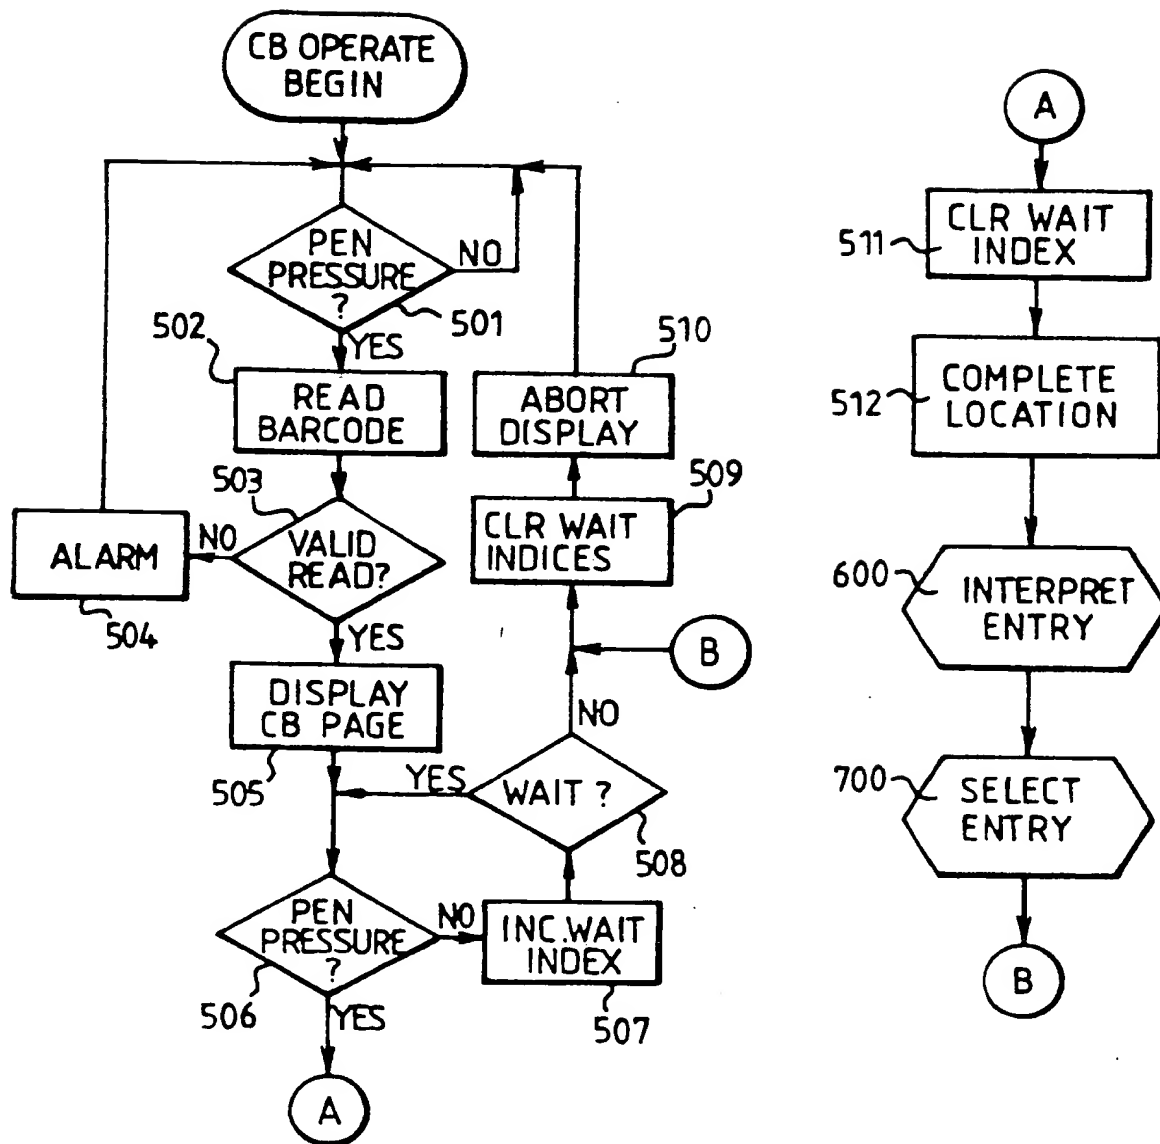 CB OPERATE
BEGIN
PEN
PRESSURE
?
NO
501
YES
502
READ
BARCODE
503
VALID
READ?
NO
ALARM
504
YES
DISPLAY
CB PAGE
505
PEN
PRESSURE
?
506
NO
YES
A
INC.WAIT
INDEX
507
WAIT ?
508
YES
NO
B
CLR WAIT
INDICES
509
ABORT
DISPLAY
510
A
CLR WAIT
INDEX
511
COMPLETE
LOCATION
512
INTERPRET
ENTRY
600
SELECT
ENTRY
700
B